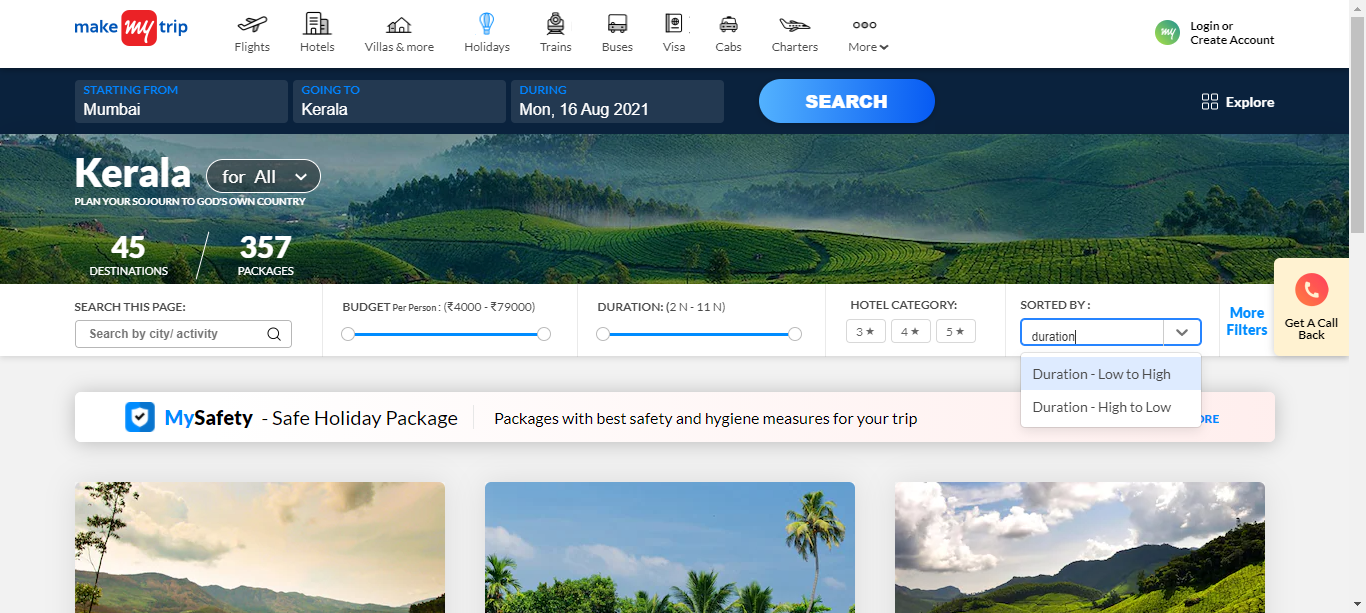 make my trip
Flights
Hotels
Villas & more
Holidays
Trains
Buses
Visa
Cabs
Charters
More
my
Login or
Create Account
STARTING FROM
Mumbai
GOING TO
Kerala
DURING
Mon, 16 Aug 2021
SEARCH
Explore
Kerala
for All
PLAN YOUR SOJOURN TO GOD'S OWN COUNTRY
45
DESTINATIONS
357
PACKAGES
SEARCH THIS PAGE:
Search by city/ activity
BUDGET Per Person : (₹4000 - ₹79000)
DURATION: (2 N - 11 N)
HOTEL CATEGORY:
3 ★
4 ★
5 ★
SORTED BY :
duration
Duration - Low to High
Duration - High to Low
More
Filters
Get A Call
Back
MySafety - Safe Holiday Package
Packages with best safety and hygiene measures for your trip